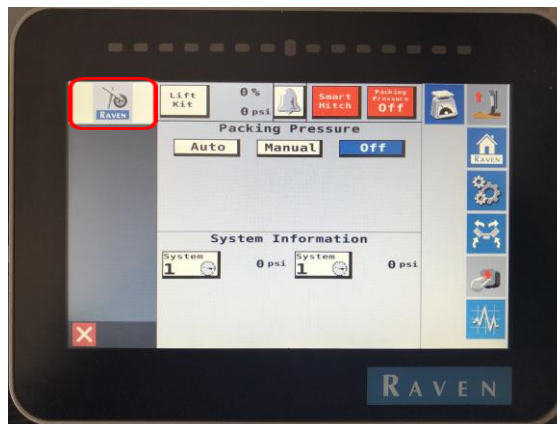 RAVEN
Lift Kit
0 %
0 psi
Smart Hitch
Packing Pressure Off
Packing Pressure
Auto
Manual
Off
RAVEN
System Information
System 1
0 psi
System 1
0 psi
RAVEN